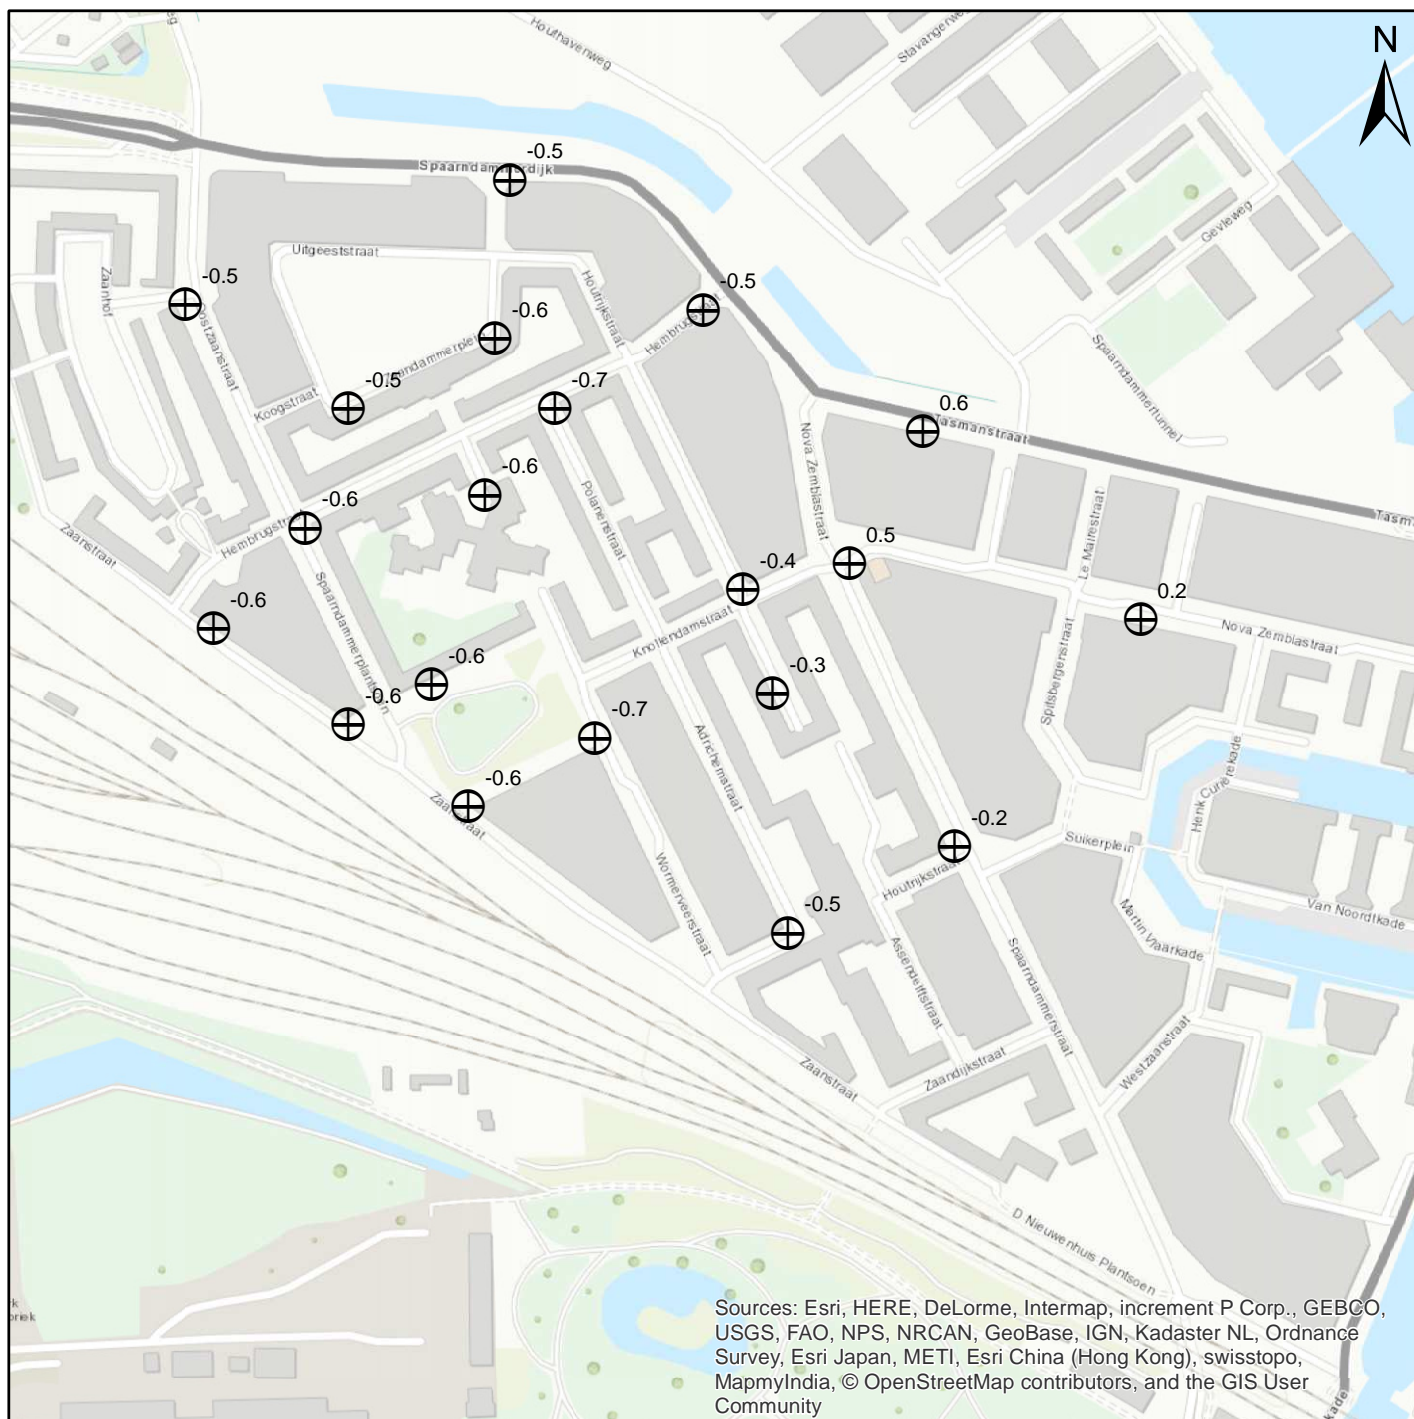 Houthavenweg
Stavangerweg
N
-0.5
Spaarndammerdijk
Gevleweg
Uitgeeststraat
Zaanhof
-0.5
Houtrijkstraat
-0.5
Oostzaanstraat
-0.6
Hembrugstraat
Zaandammerplein
Spaarndammertunnel
-0.5
Koogstraat
-0.7
0.6
Tasmanstraat
Nova Zemblastraat
-0.6
Polanenstraat
Le Mairestraat
-0.6
Hembrugstraat
Zaanstraat
0.5
-0.4
Spaarndammerplantsoen
0.2
-0.6
Knollendamstraat
Nova Zemblastraat
Spitsbergenstraat
-0.6
-0.3
-0.6
-0.7
Adrichemstraat
Henk Curièrekade
-0.6
Zaanstraat
-0.2
Suikerplein
Wormerveerstraat
Houtrijkstraat
-0.5
Van Noordtkade
Martin Vaarkade
Assendelftstraat
Spaarndammerstraat
Zaandijkstraat
Westzaanstraat
Zaanstraat
D Nieuwenhuis Plantsoen
Sources: Esri, HERE, DeLorme, Intermap, increment P Corp., GEBCO,
USGS, FAO, NPS, NRCAN, GeoBase, IGN, Kadaster NL, Ordnance
Survey, Esri Japan, METI, Esri China (Hong Kong), swisstopo,
MapmyIndia, © OpenStreetMap contributors, and the GIS User
Community